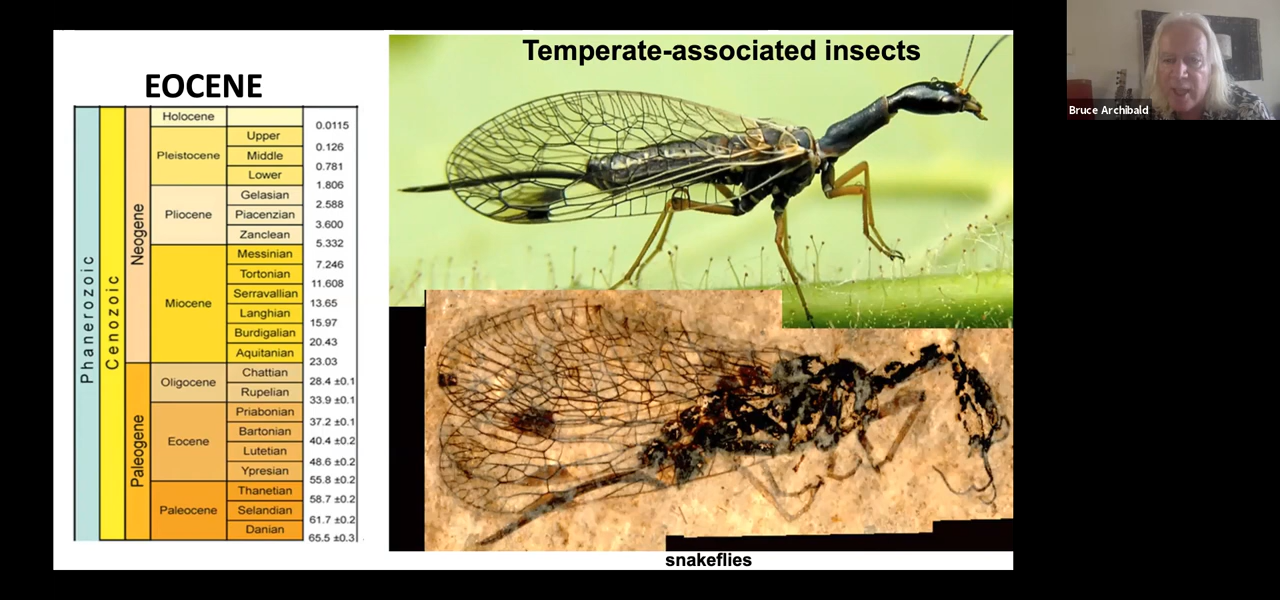 Temperate-associated insects
EOCENE
Phanerozoic
Cenozoic
Neogene
Paleogene
Holocene
Pleistocene
Pliocene
Miocene
Oligocene
Eocene
Paleocene
Upper
Middle
Lower
Gelasian
Piacenzian
Zanclean
Messinian
Tortonian
Serravallian
Langhian
Burdigalian
Aquitanian
Chattian
Rupelian
Priabonian
Bartonian
Lutetian
Ypresian
Thanetian
Selandian
Danian
0.0115
0.126
0.781
1.806
2.588
3.600
5.332
7.246
11.608
13.65
15.97
20.43
23.03
28.4 ±0.1
33.9 ±0.1
37.2 ±0.1
40.4 ±0.2
48.6 ±0.2
55.8 ±0.2
58.7 ±0.2
61.7 ±0.2
65.5 ±0.3
snakeflies
Bruce Archibald